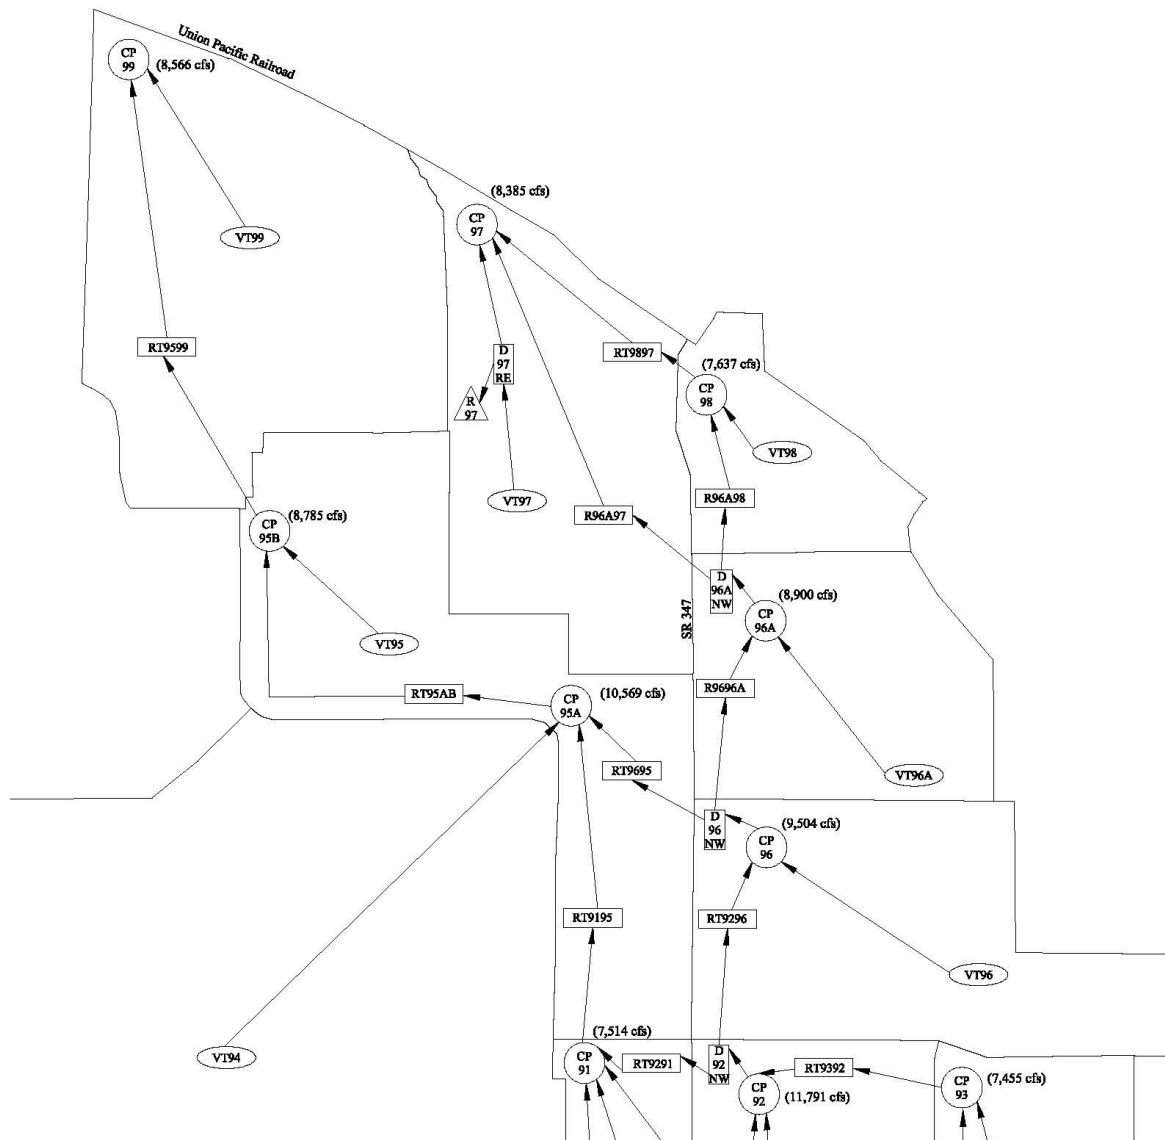 Union Pacific Railroad
CP
99
(8,566 cfs)
(8,385 cfs)
CP
97
VT99
RT9599
D
97
RE
RT9897
(7,637 cfs)
R
97
CP
98
VT98
VT97
R96A98
R96A97
CP
95B
(8,785 cfs)
D
96A
NW
(8,900 cfs)
CP
96A
SR 347
VT95
RT95AB
CP
95A
(10,569 cfs)
R9696A
RT9695
VT96A
D
96
NW
(9,504 cfs)
CP
96
RT9195
RT9296
VT96
VT94
(7,514 cfs)
CP
91
RT9291
D
92
NW
RT9392
CP
92
(11,791 cfs)
CP
93
(7,455 cfs)